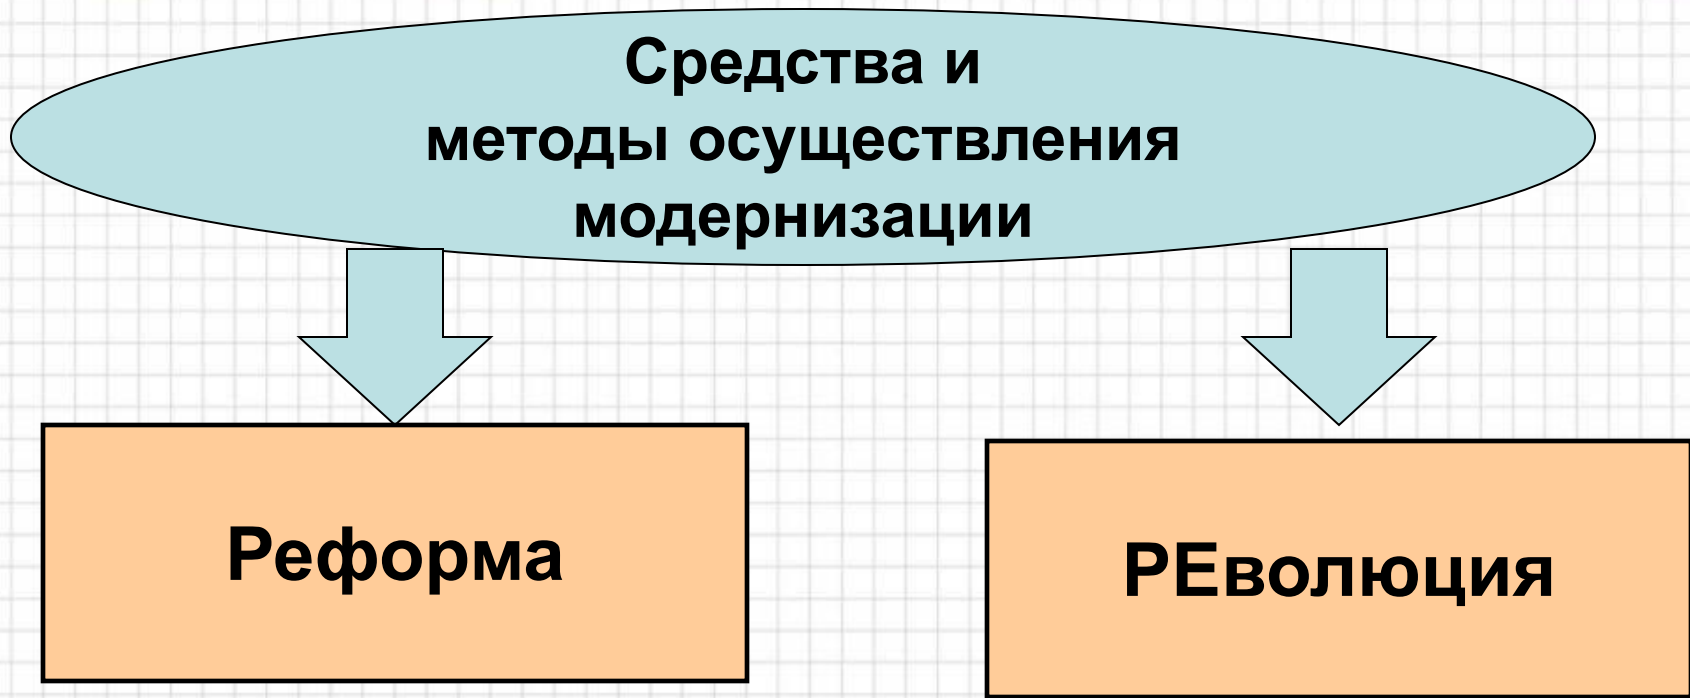 Средства и
методы осуществления
модернизации
Реформа
РЕволюция